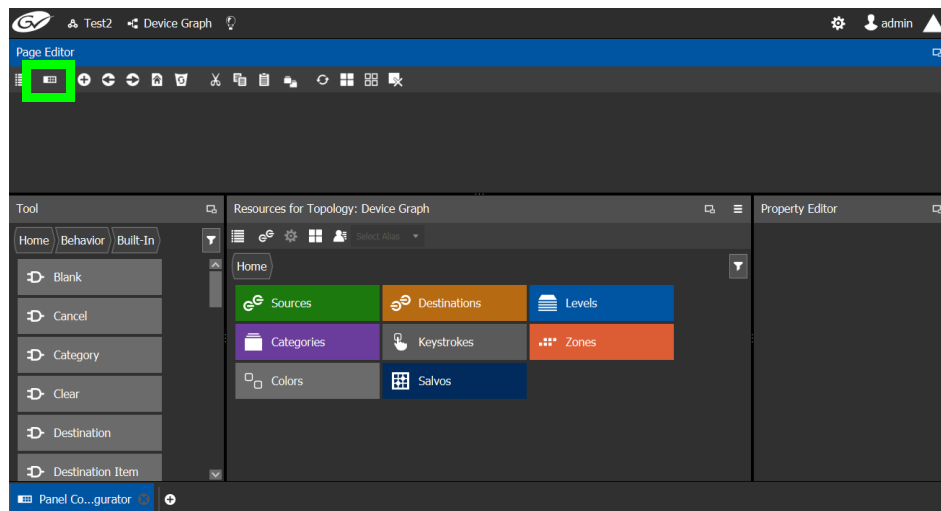 GV Test2 Device Graph admin
Page Editor
Tool
Resources for Topology: Device Graph
Property Editor
Home Behavior Built-In
Select Alias
Home
Blank
Cancel
Category
Clear
Destination
Destination Item
Sources Destinations Levels
Categories Keystrokes Zones
Colors Salvos
Panel Co...gurator